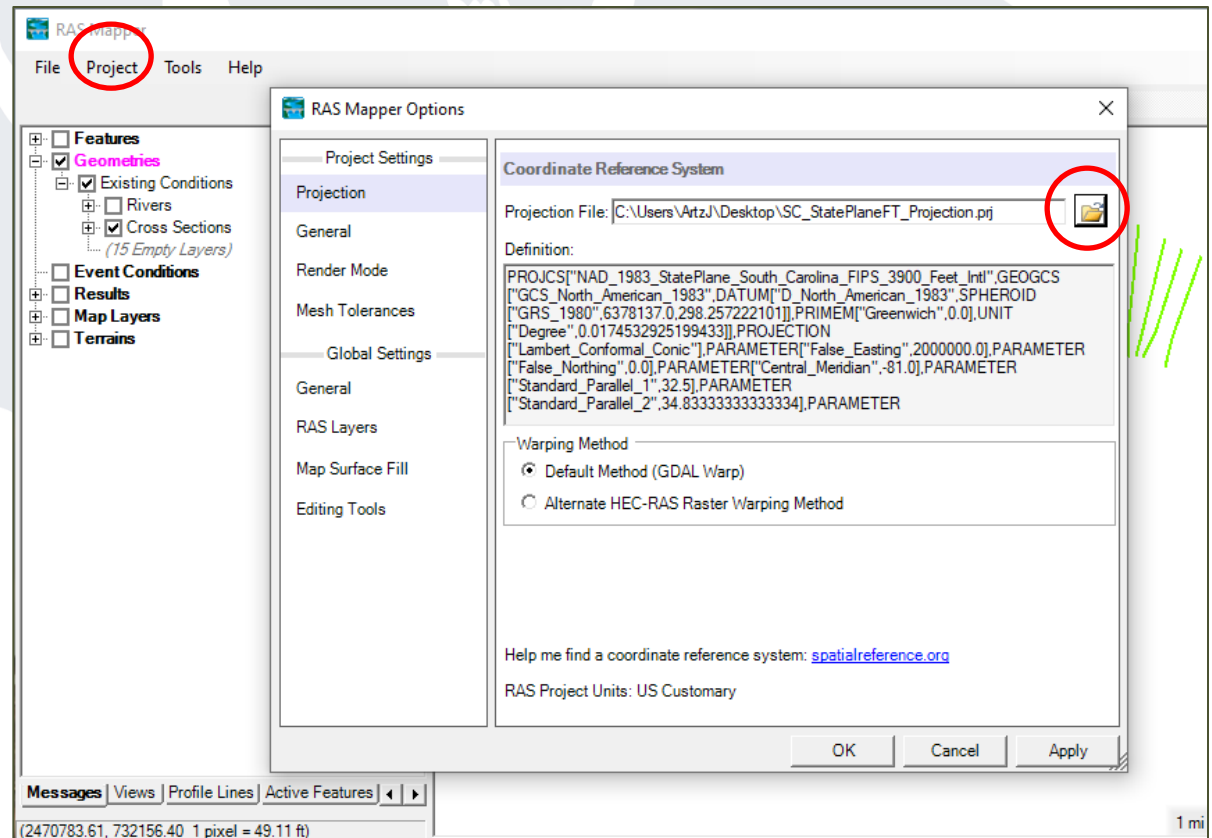 RAS Mapper
File Project Tools Help
Features
Geometries
Existing Conditions
Rivers
Cross Sections
(15 Empty Layers)
Event Conditions
Results
Map Layers
Terrains
RAS Mapper Options
Project Settings
Projection
General
Render Mode
Mesh Tolerances
Global Settings
General
RAS Layers
Map Surface Fill
Editing Tools
Coordinate Reference System
Projection File: C:\Users\ArtzJ\Desktop\SC_StatePlaneFT_Projection.prj
Definition:
PROJCS["NAD_1983_StatePlane_South_Carolina_FIPS_3900_Feet_Intl",GEOGCS
["GCS_North_American_1983",DATUM["D_North_American_1983",SPHEROID
["GRS_1980",6378137.0,298.257222101]],PRIMEM["Greenwich",0.0],UNIT
["Degree",0.0174532925199433]],PROJECTION
["Lambert_Conformal_Conic"],PARAMETER["False_Easting",2000000.0],PARAMETER
["False_Northing",0.0],PARAMETER["Central_Meridian",-81.0],PARAMETER
["Standard_Parallel_1",32.5],PARAMETER
["Standard_Parallel_2",34.83333333333334],PARAMETER
Warping Method
Default Method (GDAL Warp)
Alternate HEC-RAS Raster Warping Method
Help me find a coordinate reference system: spatialreference.org
RAS Project Units: US Customary
OK Cancel Apply
Messages Views Profile Lines Active Features
(2470783.61, 732156.40 1 pixel = 49.11 ft)
1 mi